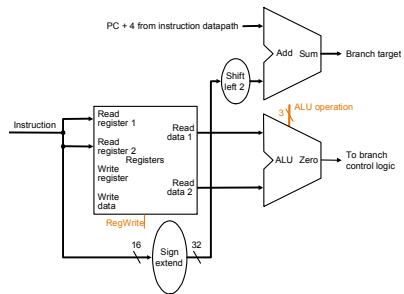 PC + 4 from instruction datapath
Add Sum
Branch target
Shift
left 2
3
ALU operation
Instruction
Read
register 1
Read
data 1
Read
register 2
Registers
Write
register
Read
data 2
Write
data
ALU Zero
To branch
control logic
RegWrite
16
32
Sign
extend